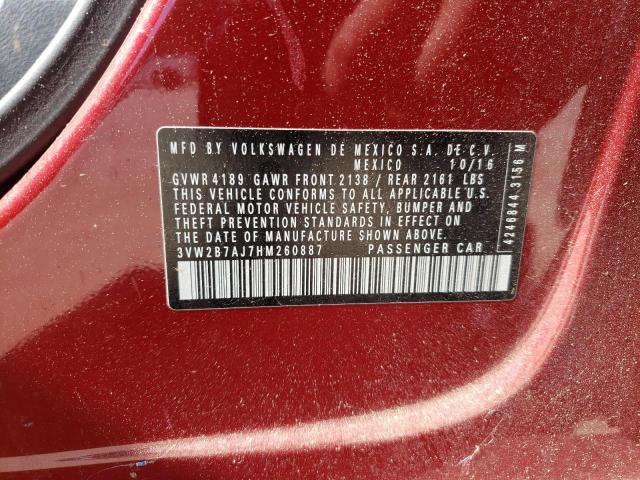 MFD BY VOLKSWAGEN DE MEXICO S.A. DE C.V.
MEXICO 10/16
GVWR 4189 GAWR FRONT 2138 / REAR 2161 LBS
THIS VEHICLE CONFORMS TO ALL APPLICABLE U.S.
FEDERAL MOTOR VEHICLE SAFETY, BUMPER AND
THEFT PREVENTION STANDARDS IN EFFECT ON
THE DATE OF MANUFACTURE SHOWN ABOVE.
3VW2B7AJ7HM260887 PASSENGER CAR
4246844 3156 M